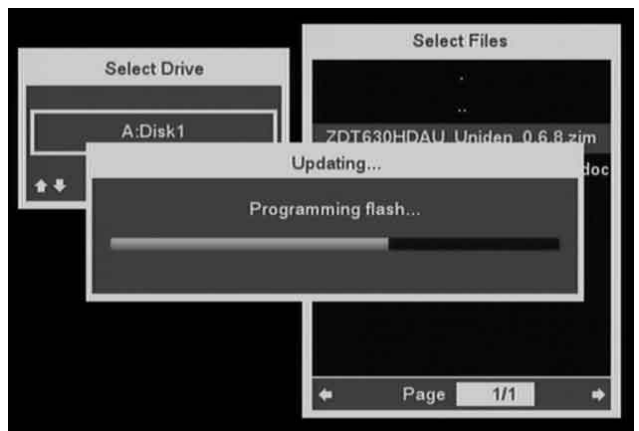 Select Files
Select Drive
.
..
A:Disk1
ZDT630HDAU_Uniden_0.6.8.zim
doc
Updating...
Programming flash...
Page 1/1